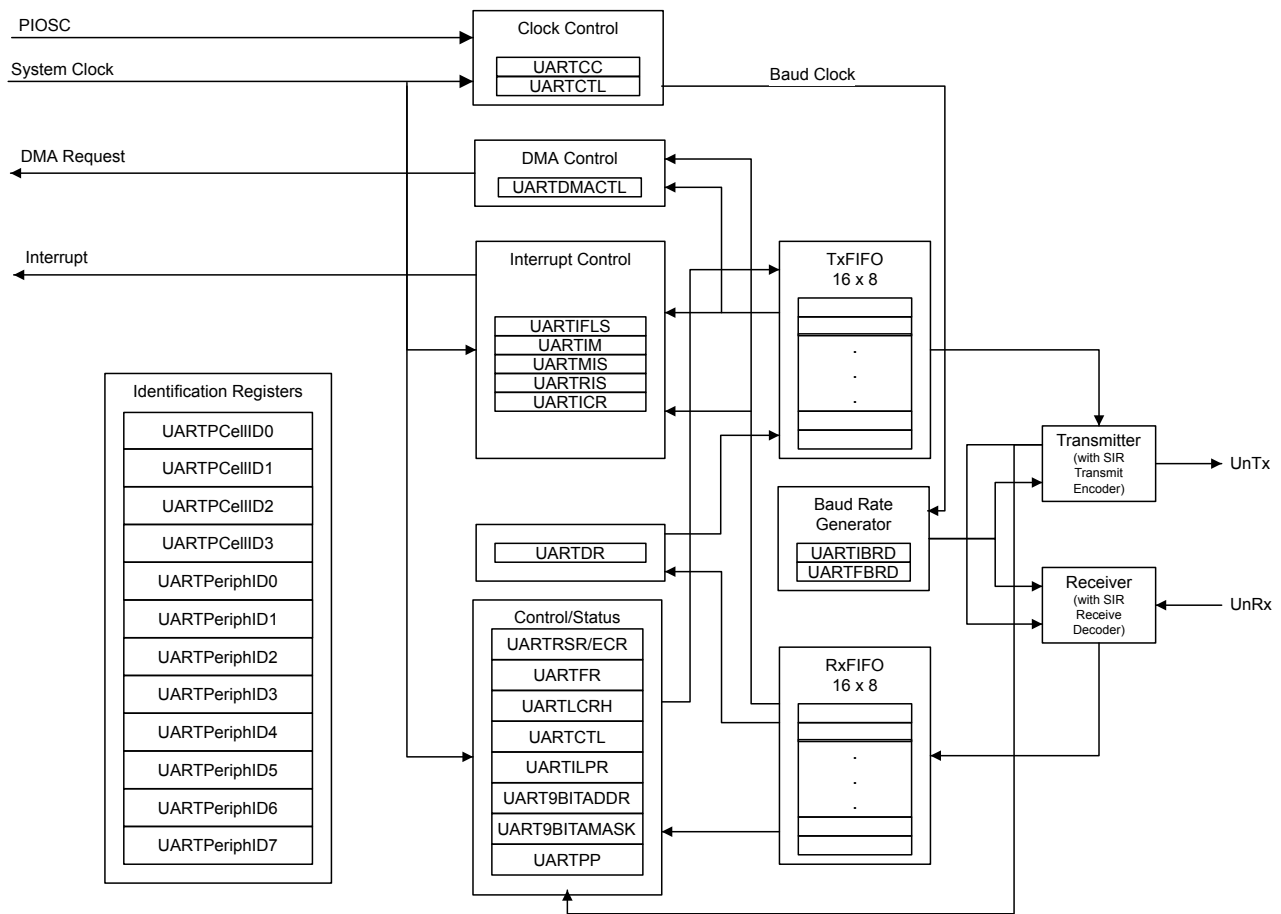 PIOSC
System Clock
DMA Request
Interrupt
Clock Control
UARTCC
UARTCTL
Baud Clock
DMA Control
UARTDMACTL
Interrupt Control
UARTIFLS
UARTIM
UARTMIS
UARTRIS
UARTICR
TxFIFO
16 x 8
.
.
.
Identification Registers
UARTPCellID0
UARTPCellID1
UARTPCellID2
UARTPCellID3
UARTPeriphID0
UARTPeriphID1
UARTPeriphID2
UARTPeriphID3
UARTPeriphID4
UARTPeriphID5
UARTPeriphID6
UARTPeriphID7
UARTDR
Baud Rate
Generator
UARTIBRD
UARTFBRD
Transmitter
(with SIR
Transmit
Encoder)
UnTx
Receiver
(with SIR
Receive
Decoder)
UnRx
Control/Status
UARTRSR/ECR
UARTFR
UARTLCRH
UARTCTL
UARTILPR
UART9BITADDR
UART9BITAMASK
UARTPP
RxFIFO
16 x 8
.
.
.